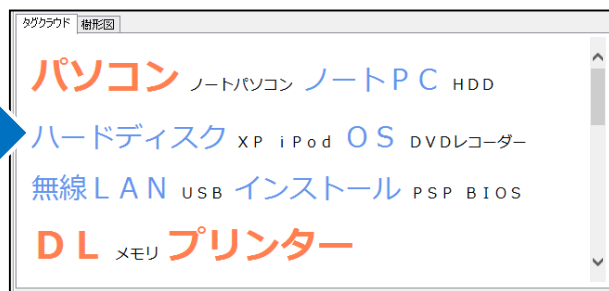 タグクラウド 樹形図
パソコン ノートパソコン ノートＰＣ HDD
ハードディスク XP iPod ＯＳ DVDレコーダー
無線ＬＡＮ USB インストール PSP BIOS
ＤＬ メモリ プリンター